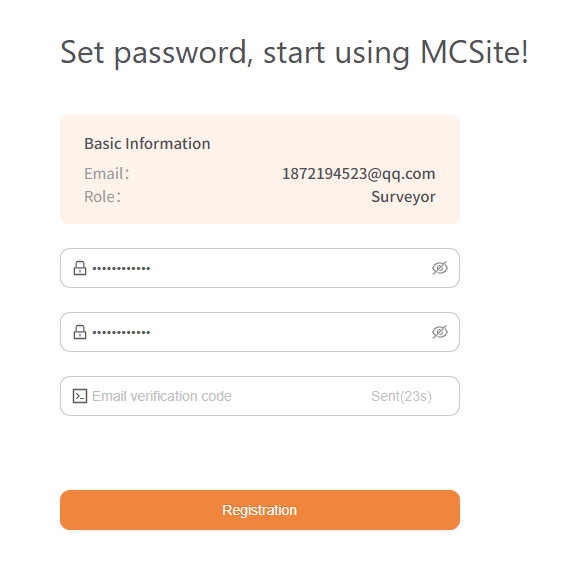 Set password, start using MCSite!
Basic Information
Email： 1872194523@qq.com
Role： Surveyor
••••••••••••
••••••••••••
Email verification code Sent(23s)
Registration